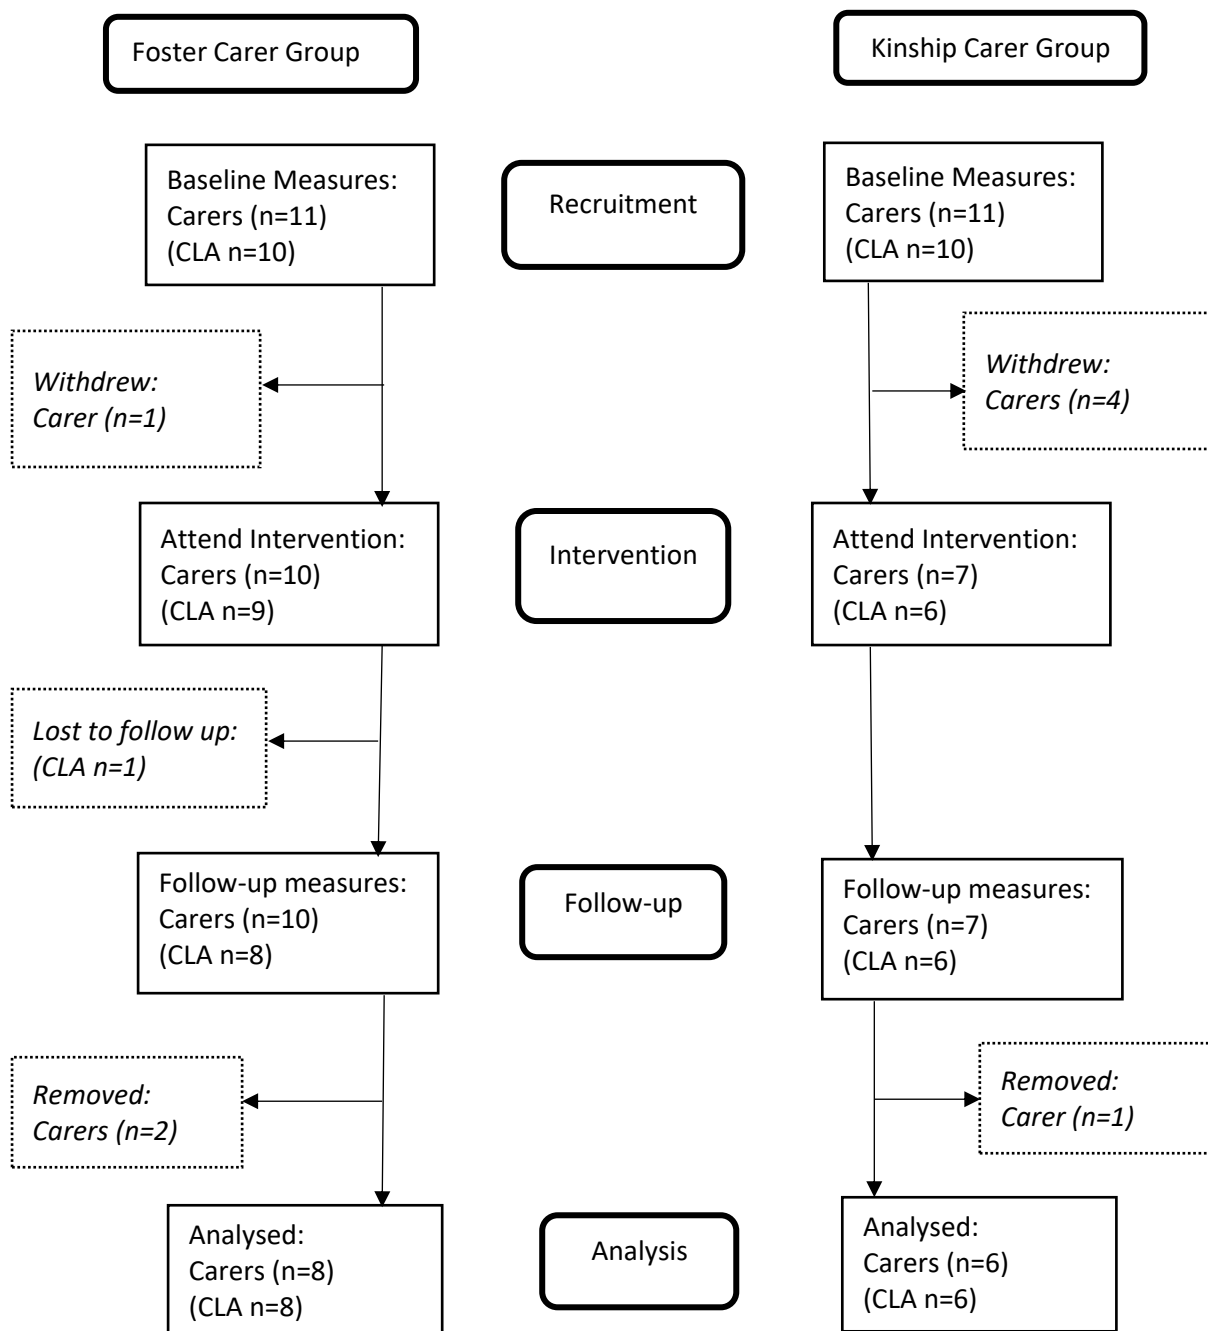 Foster Carer Group
Kinship Carer Group
Baseline Measures:
Carers (n=11)
(CLA n=10)
Recruitment
Baseline Measures:
Carers (n=11)
(CLA n=10)
Withdrew:
Carer (n=1)
Withdrew:
Carers (n=4)
Attend Intervention:
Carers (n=10)
(CLA n=9)
Intervention
Attend Intervention:
Carers (n=7)
(CLA n=6)
Lost to follow up:
(CLA n=1)
Follow-up measures:
Carers (n=10)
(CLA n=8)
Follow-up
Follow-up measures:
Carers (n=7)
(CLA n=6)
Removed:
Carers (n=2)
Removed:
Carer (n=1)
Analysed:
Carers (n=8)
(CLA n=8)
Analysis
Analysed:
Carers (n=6)
(CLA n=6)